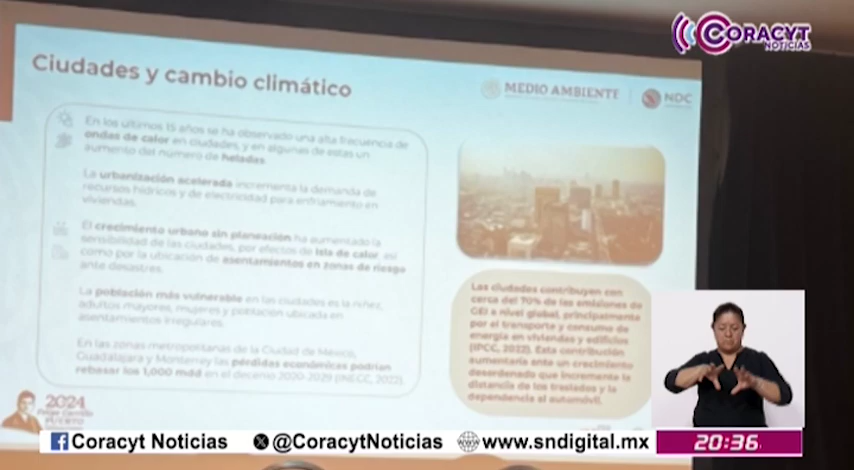 CORACYT
NOTICIAS
Ciudades y cambio climático
MEDIO AMBIENTE
NDC
En los últimos 15 años se ha observado una alta frecuencia de
ondas de calor en ciudades, y en algunas de estas un
aumento del número de heladas.
La urbanización acelerada incrementa la demanda de
recursos hídricos y de electricidad para enfriamiento en
viviendas.
El crecimiento urbano sin planeación ha aumentado la
sensibilidad de las ciudades, por efectos de isla de calor, así
como por la ubicación de asentamientos en zonas de riesgo
ante desastres.
La población más vulnerable en las ciudades es la niñez,
adultos mayores, mujeres y población ubicada en
asentamientos irregulares.
En las zonas metropolitanas de la Ciudad de México,
Guadalajara y Monterrey las pérdidas económicas podrían
rebasar los 1,000 mdd en el decenio 2020-2029 (INECC, 2022).
Las ciudades contribuyen con
cerca del 70% de las emisiones de
GEI a nivel global, principalmente
por el transporte y consumo de
energía en viviendas y edificios
(IPCC, 2022). Esta contribución
aumentaría ante un crecimiento
desordenado que incremente la
distancia de los traslados y la
dependencia al automóvil.
2024
Felipe Carrillo
PUERTO
Coracyt Noticias
@CoracytNoticias
www.sndigital.mx
20:36